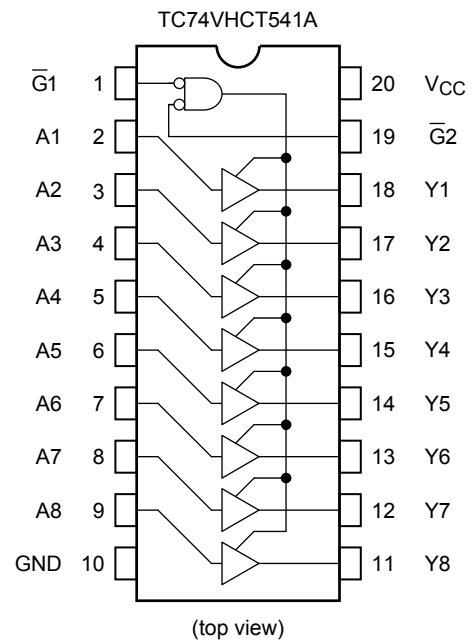 TC74VHCT541A
G̅1 1 20 VCC
A1 2 19 G̅2
A2 3 18 Y1
A3 4 17 Y2
A4 5 16 Y3
A5 6 15 Y4
A6 7 14 Y5
A7 8 13 Y6
A8 9 12 Y7
GND 10 11 Y8
(top view)